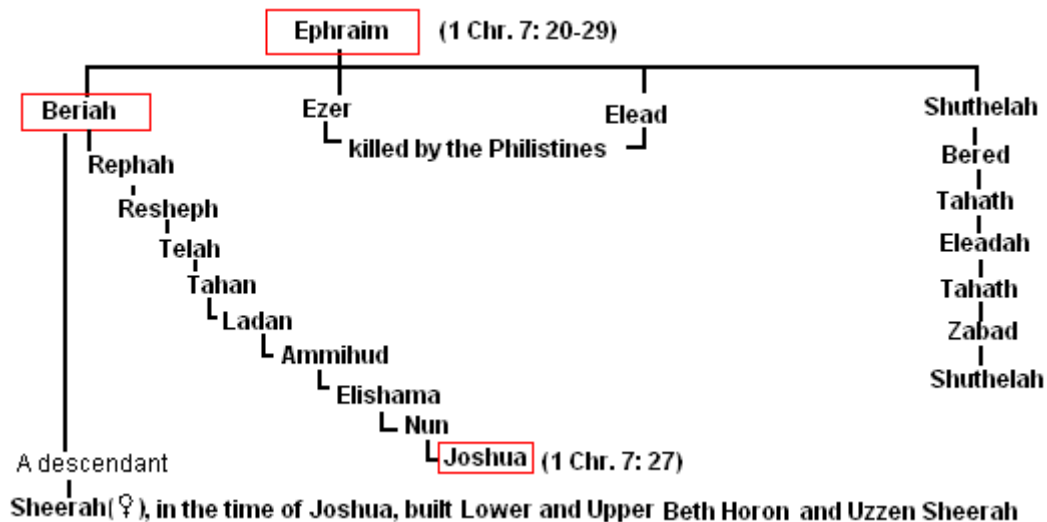 Ephraim (1 Chr. 7: 20-29)
Beriah
Ezer
Elead
Shuthelah
killed by the Philistines
Bered
Rephah
Tahath
Resheph
Eleadah
Telah
Tahath
Tahan
Zabad
Ladan
Shuthelah
Ammihud
Elishama
Nun
Joshua (1 Chr. 7: 27)
A descendant
Sheerah(♀), in the time of Joshua, built Lower and Upper Beth Horon and Uzzen Sheerah